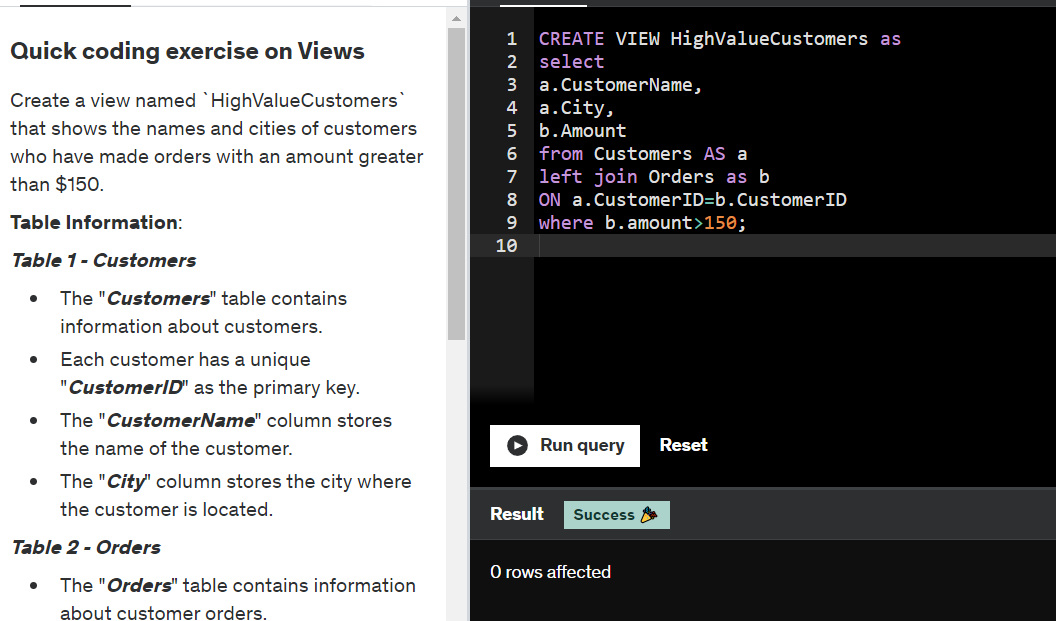 Quick coding exercise on Views
Create a view named `HighValueCustomers`
that shows the names and cities of customers
who have made orders with an amount greater
than $150.
Table Information:
Table 1 - Customers
The "Customers" table contains
information about customers.
Each customer has a unique
"CustomerID" as the primary key.
The "CustomerName" column stores
the name of the customer.
The "City" column stores the city where
the customer is located.
Table 2 - Orders
The "Orders" table contains information
about customer orders.
1 CREATE VIEW HighValueCustomers as
2 select
3 a.CustomerName,
4 a.City,
5 b.Amount
6 from Customers AS a
7 left join Orders as b
8 ON a.CustomerID=b.CustomerID
9 where b.amount>150;
10
Run query Reset
Result Success
0 rows affected